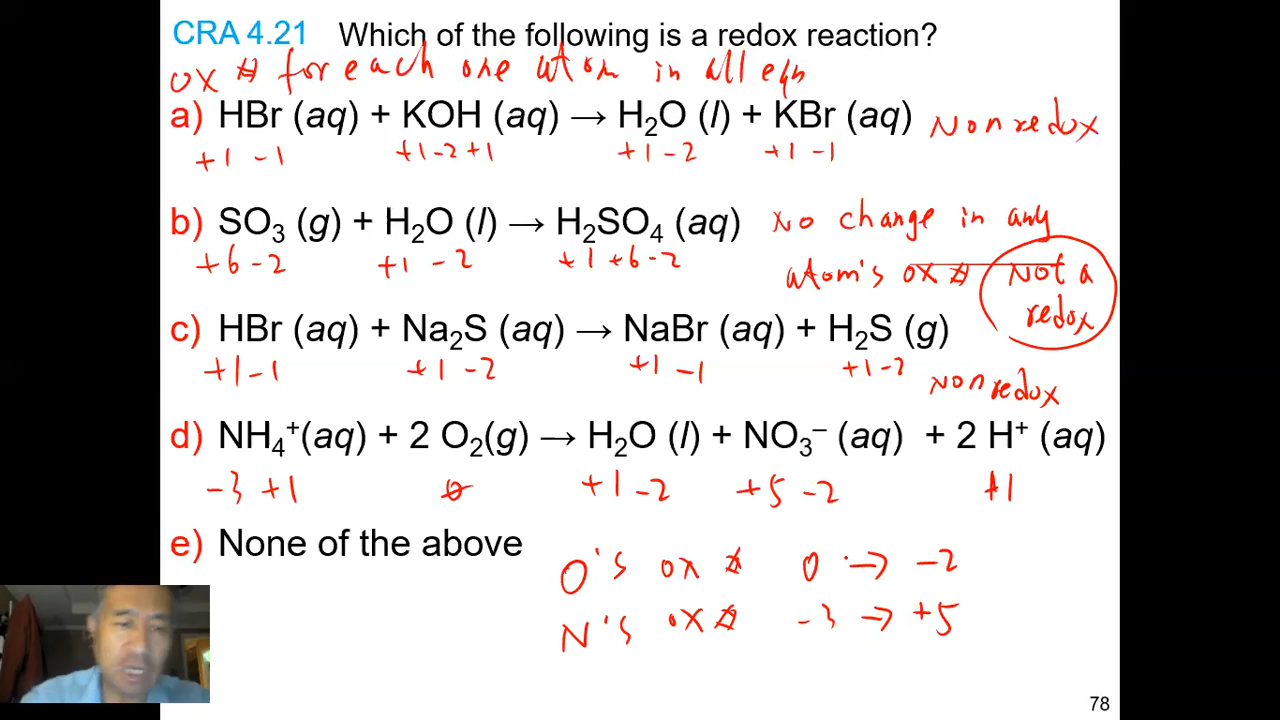 CRA 4.21 Which of the following is a redox reaction?
ox # for each one atom in all eqn
a) HBr (aq) + KOH (aq) → H₂O (l) + KBr (aq) Nonredox
+1 -1 +1 -2 +1 +1 -2 +1 -1
b) SO₃ (g) + H₂O (l) → H₂SO₄ (aq) No change in any
+6 -2 +1 -2 +1 +6 -2 atom's ox # Not a
redox
c) HBr (aq) + Na₂S (aq) → NaBr (aq) + H₂S (g)
+1 -1 +1 -2 +1 -1 +1 -2 Nonredox
d) NH₄⁺(aq) + 2 O₂(g) → H₂O (l) + NO₃⁻ (aq) + 2 H⁺ (aq)
-3 +1 0 +1 -2 +5 -2 +1
e) None of the above
O's ox # 0 → -2
N's ox # -3 → +5
78